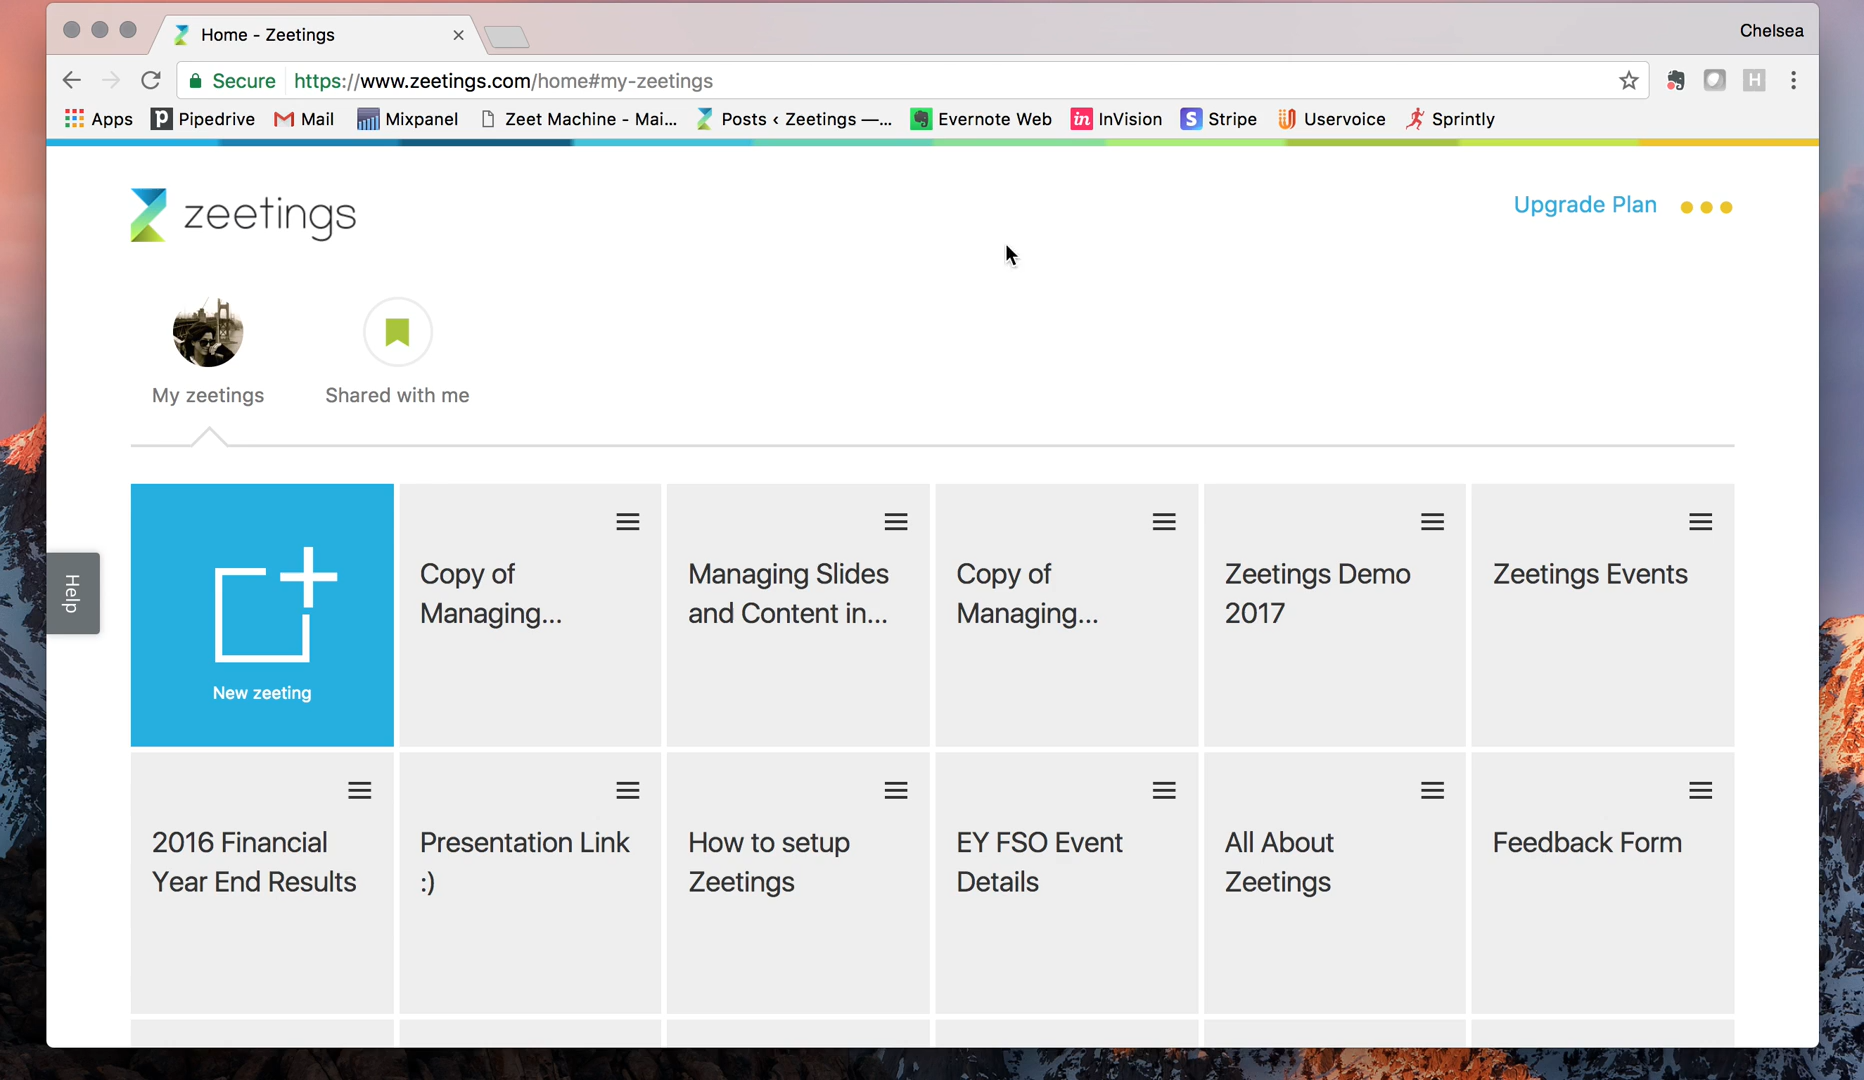 Home - Zeetings
Chelsea
Secure https://www.zeetings.com/home#my-zeetings
H
Apps Pipedrive Mail Mixpanel Zeet Machine - Mai... Posts ‹ Zeetings —... Evernote Web in InVision S Stripe Uservoice Sprintly
zeetings
Upgrade Plan
My zeetings
Shared with me
Help
New zeeting
Copy of
Managing...
Managing Slides
and Content in...
Copy of
Managing...
Zeetings Demo
2017
Zeetings Events
2016 Financial
Year End Results
Presentation Link
:)
How to setup
Zeetings
EY FSO Event
Details
All About
Zeetings
Feedback Form